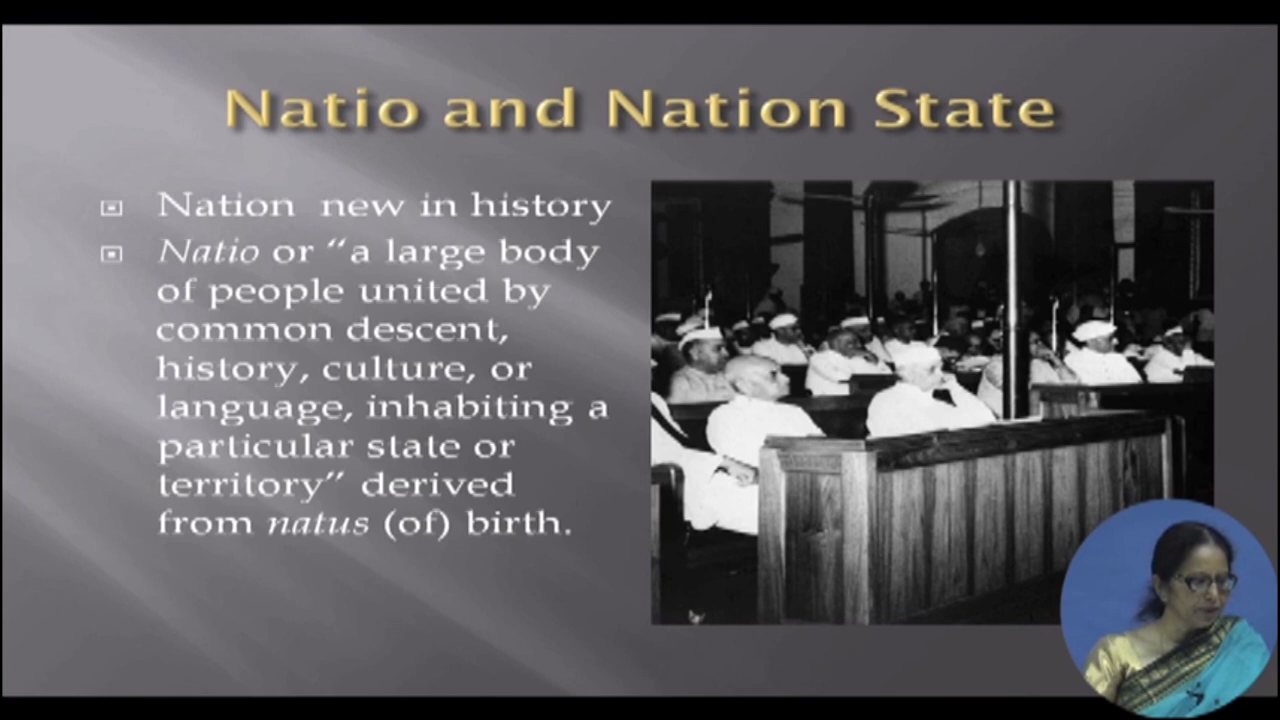 Natio and Nation State
Nation new in history
Natio or “a large body
of people united by
common descent,
history, culture, or
language, inhabiting a
particular state or
territory” derived
from natus (of) birth.